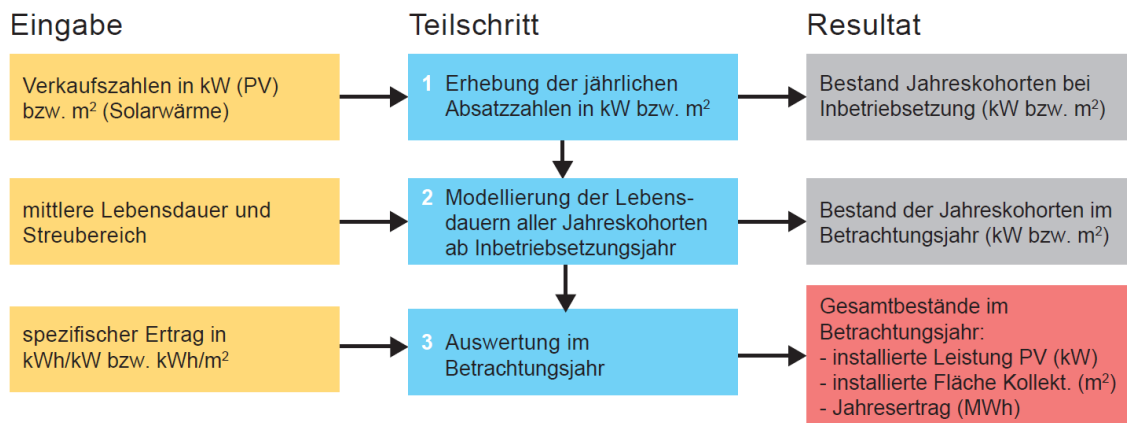 Eingabe
Teilschritt
Resultat
Verkaufszahlen in kW (PV)
bzw. m² (Solarwärme)
1 Erhebung der jährlichen
Absatzzahlen in kW bzw. m²
Bestand Jahreskohorten bei
Inbetriebsetzung (kW bzw. m²)
mittlere Lebensdauer und
Streubereich
2 Modellierung der Lebens-
dauern aller Jahreskohorten
ab Inbetriebsetzungsjahr
Bestand der Jahreskohorten im
Betrachtungsjahr (kW bzw. m²)
spezifischer Ertrag in
kWh/kW bzw. kWh/m²
3 Auswertung im
Betrachtungsjahr
Gesamtbestände im
Betrachtungsjahr:
- installierte Leistung PV (kW)
- installierte Fläche Kollekt. (m²)
- Jahresertrag (MWh)